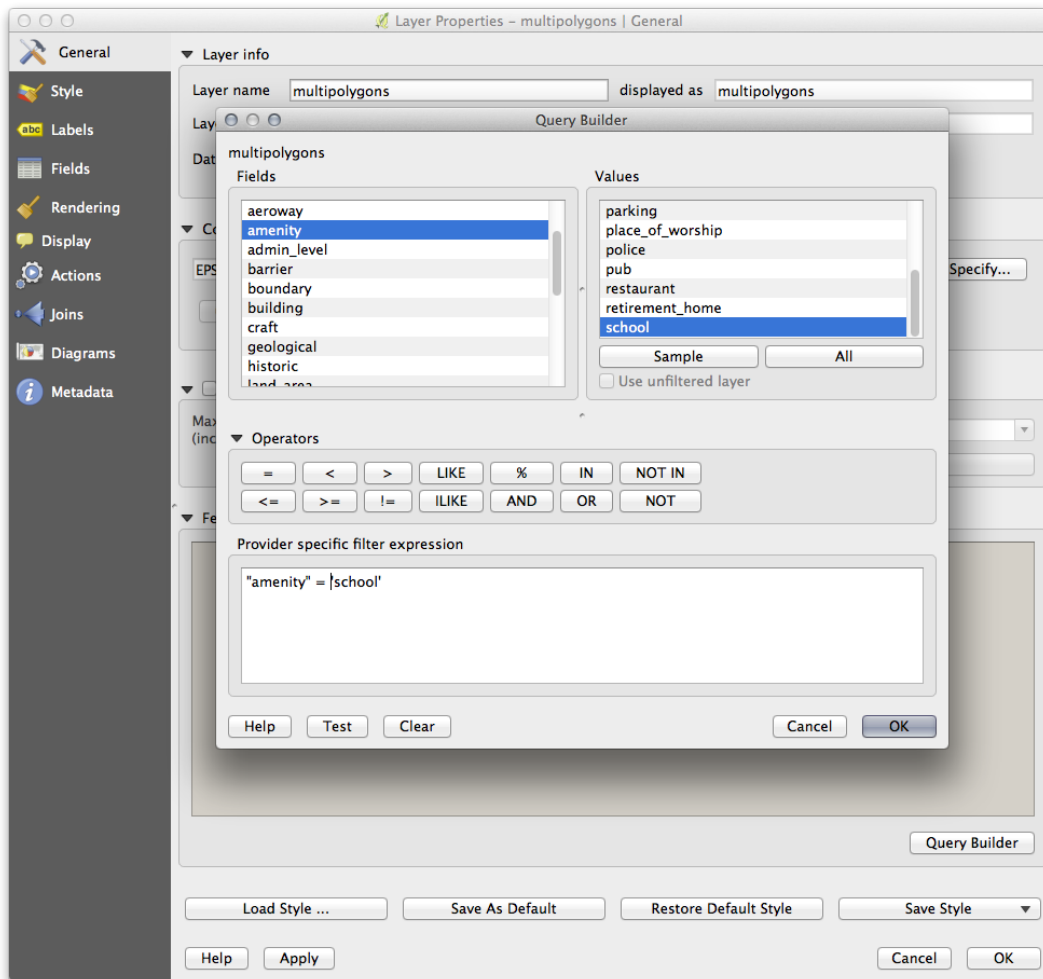 Layer Properties - multipolygons | General
General
Style
Labels
Fields
Rendering
Display
Actions
Joins
Diagrams
Metadata
Layer info
Layer name multipolygons displayed as multipolygons
Query Builder
multipolygons
Fields Values
aeroway
amenity
admin_level
barrier
boundary
building
craft
geological
historic
land_area
parking
place_of_worship
police
pub
restaurant
retirement_home
school
Sample All
Use unfiltered layer
Specify...
Operators
= < > LIKE % IN NOT IN
<= >= != ILIKE AND OR NOT
Provider specific filter expression
"amenity" = 'school'
Help Test Clear Cancel OK
Query Builder
Load Style ... Save As Default Restore Default Style Save Style
Help Apply Cancel OK